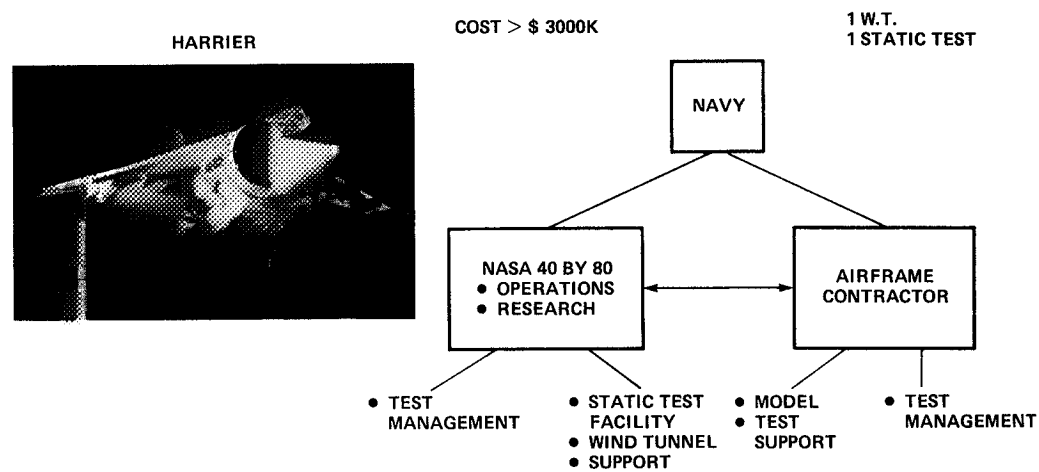 HARRIER
COST > $ 3000K
1 W.T.
1 STATIC TEST
NAVY
NASA 40 BY 80
● OPERATIONS
● RESEARCH
AIRFRAME
CONTRACTOR
● TEST
MANAGEMENT
● STATIC TEST
FACILITY
● WIND TUNNEL
● SUPPORT
● MODEL
● TEST
SUPPORT
● TEST
MANAGEMENT